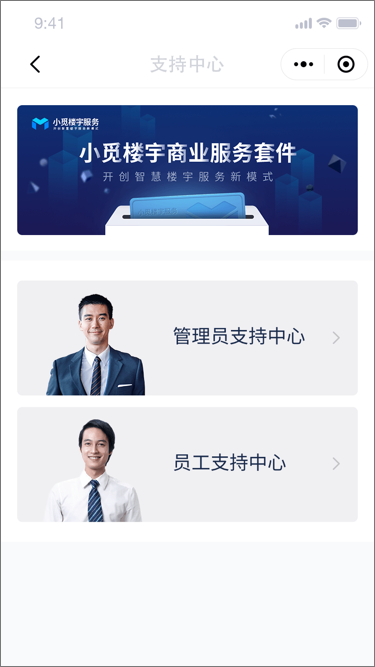 9:41
支持中心
小觅楼宇服务
小觅楼宇商业服务套件
开创智慧楼宇服务新模式
管理员支持中心
员工支持中心